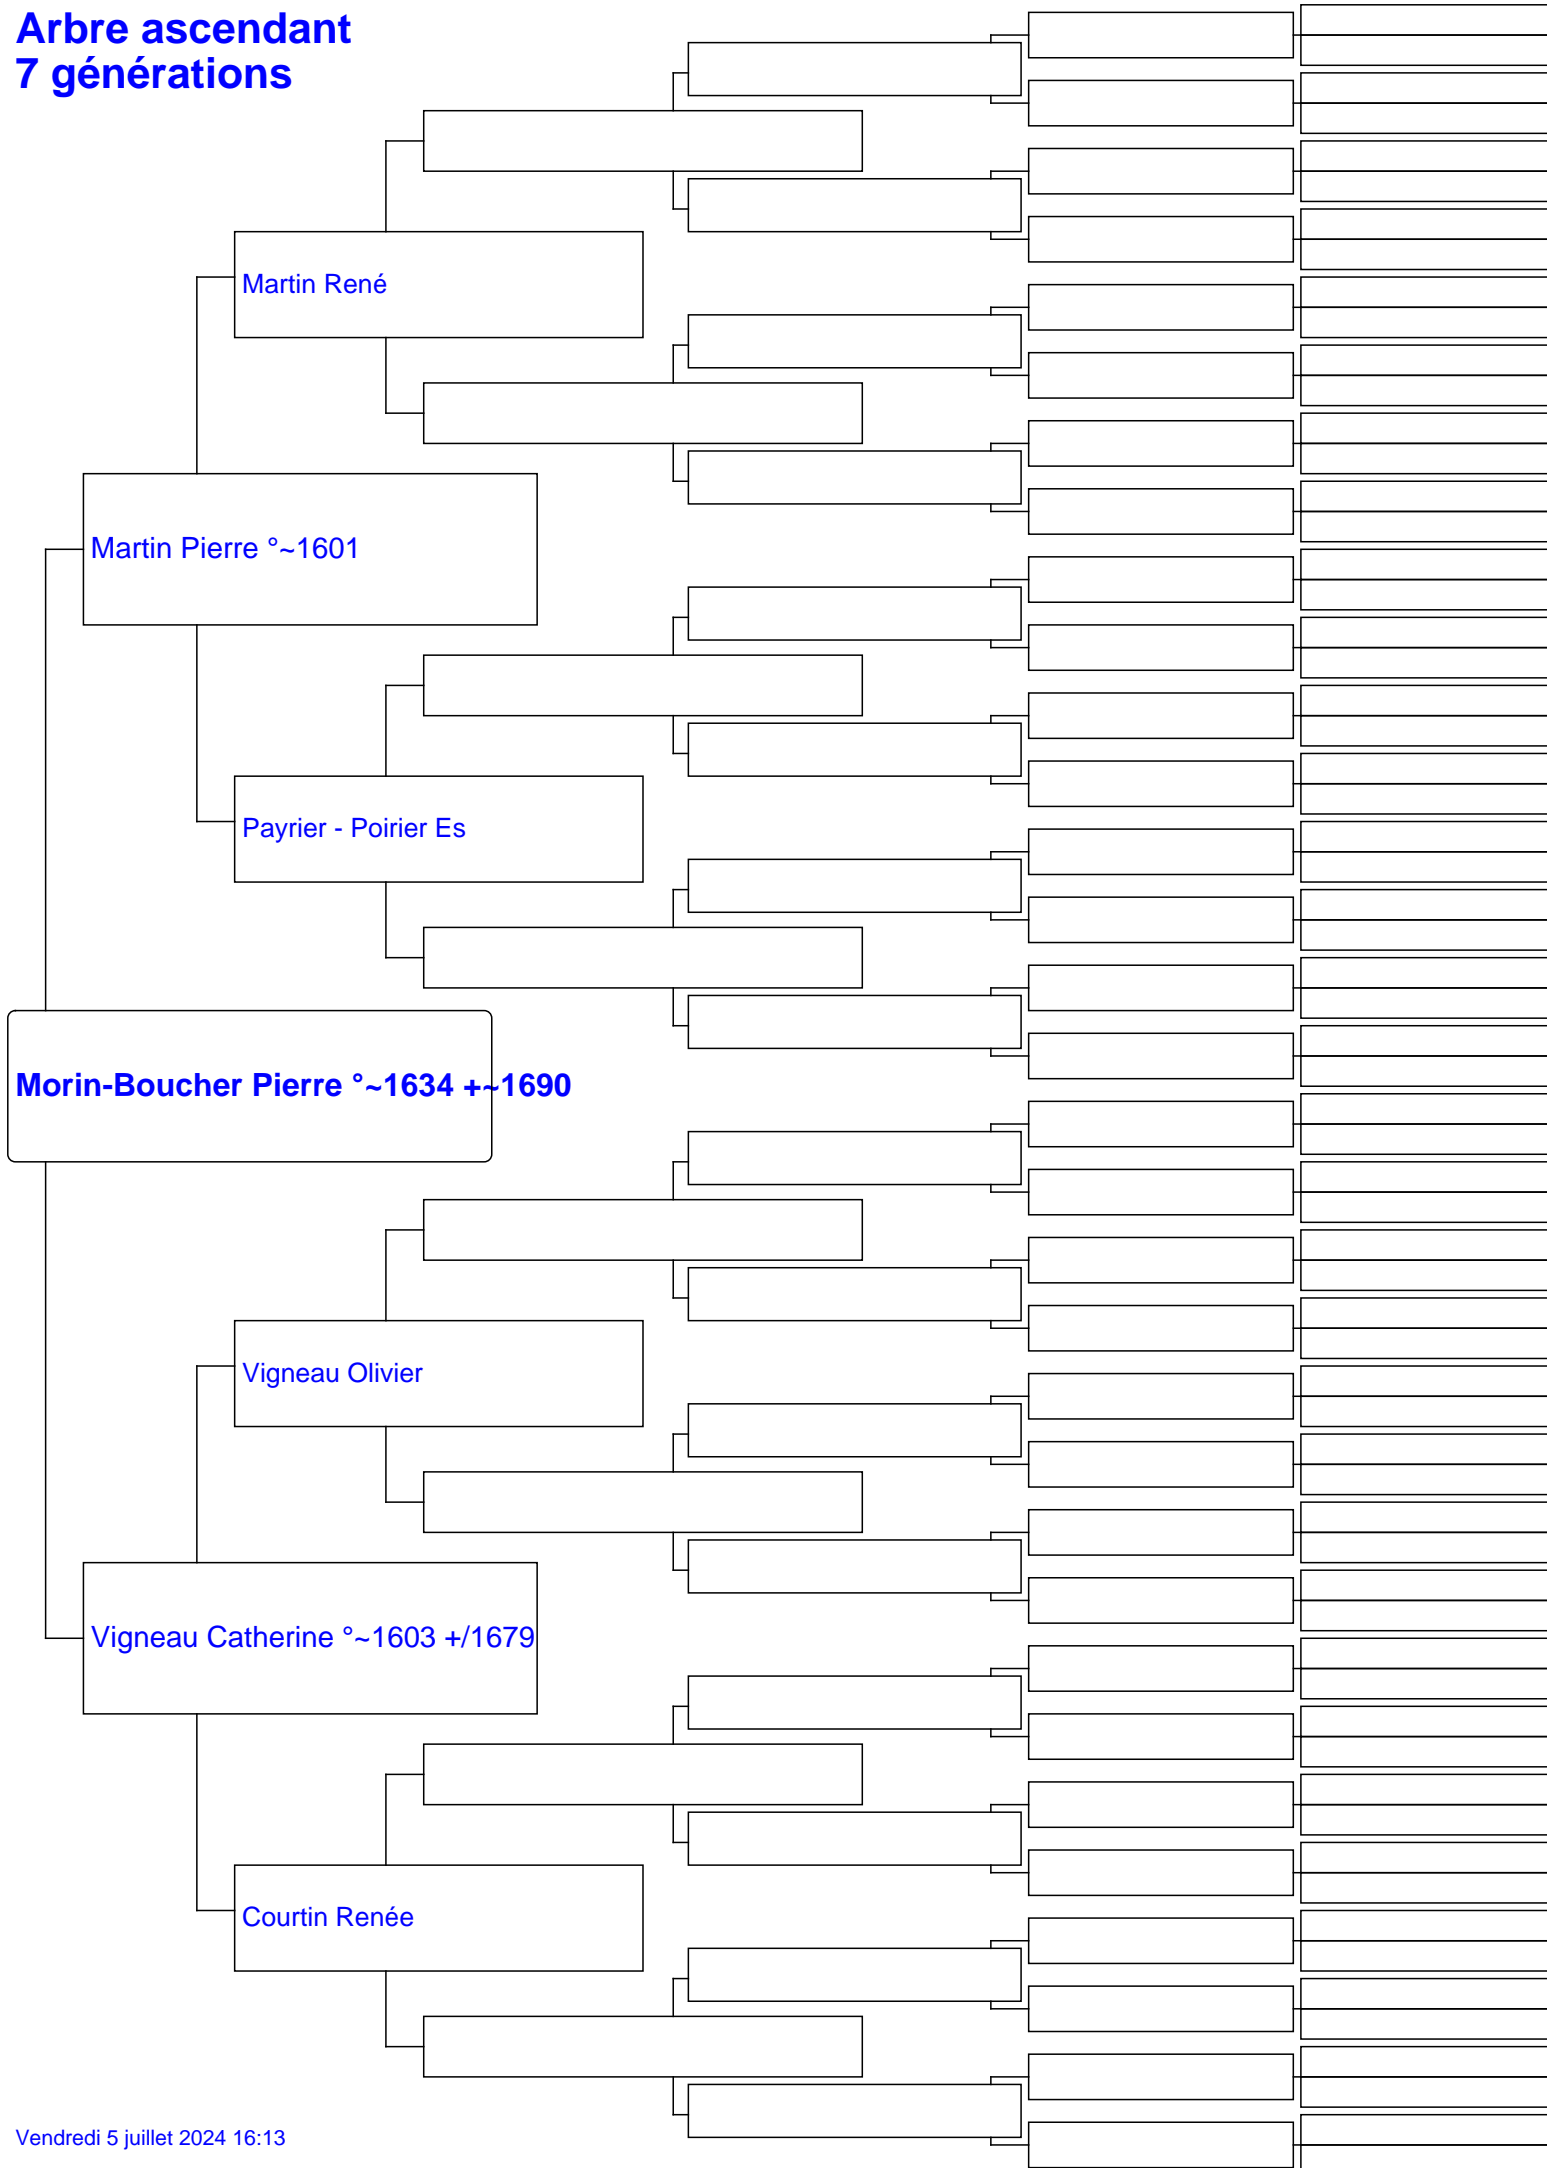 Arbre ascendant
7 générations
Martin René
Martin Pierre °~1601
Payrier - Poirier Es
Morin-Boucher Pierre °~1634 +~1690
Vigneau Olivier
Vigneau Catherine °~1603 +/1679
Courtin Renée
Vendredi 5 juillet 2024 16:13